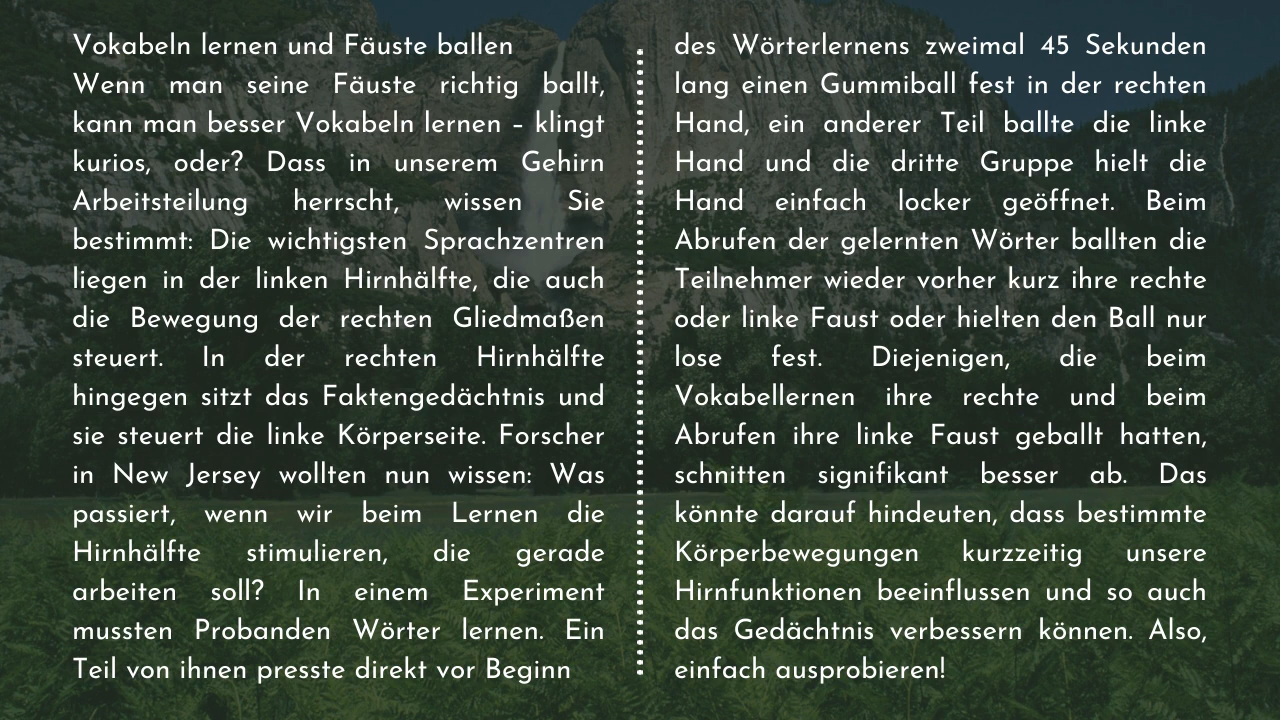 Vokabeln lernen und Fäuste ballen
Wenn man seine Fäuste richtig ballt,
kann man besser Vokabeln lernen – klingt
kurios, oder? Dass in unserem Gehirn
Arbeitsteilung herrscht, wissen Sie
bestimmt: Die wichtigsten Sprachzentren
liegen in der linken Hirnhälfte, die auch
die Bewegung der rechten Gliedmaßen
steuert. In der rechten Hirnhälfte
hingegen sitzt das Faktengedächtnis und
sie steuert die linke Körperseite. Forscher
in New Jersey wollten nun wissen: Was
passiert, wenn wir beim Lernen die
Hirnhälfte stimulieren, die gerade
arbeiten soll? In einem Experiment
mussten Probanden Wörter lernen. Ein
Teil von ihnen presste direkt vor Beginn
des Wörterlernens zweimal 45 Sekunden
lang einen Gummiball fest in der rechten
Hand, ein anderer Teil ballte die linke
Hand und die dritte Gruppe hielt die
Hand einfach locker geöffnet. Beim
Abrufen der gelernten Wörter ballten die
Teilnehmer wieder vorher kurz ihre rechte
oder linke Faust oder hielten den Ball nur
lose fest. Diejenigen, die beim
Vokabellernen ihre rechte und beim
Abrufen ihre linke Faust geballt hatten,
schnitten signifikant besser ab. Das
könnte darauf hindeuten, dass bestimmte
Körperbewegungen kurzzeitig unsere
Hirnfunktionen beeinflussen und so auch
das Gedächtnis verbessern können. Also,
einfach ausprobieren!